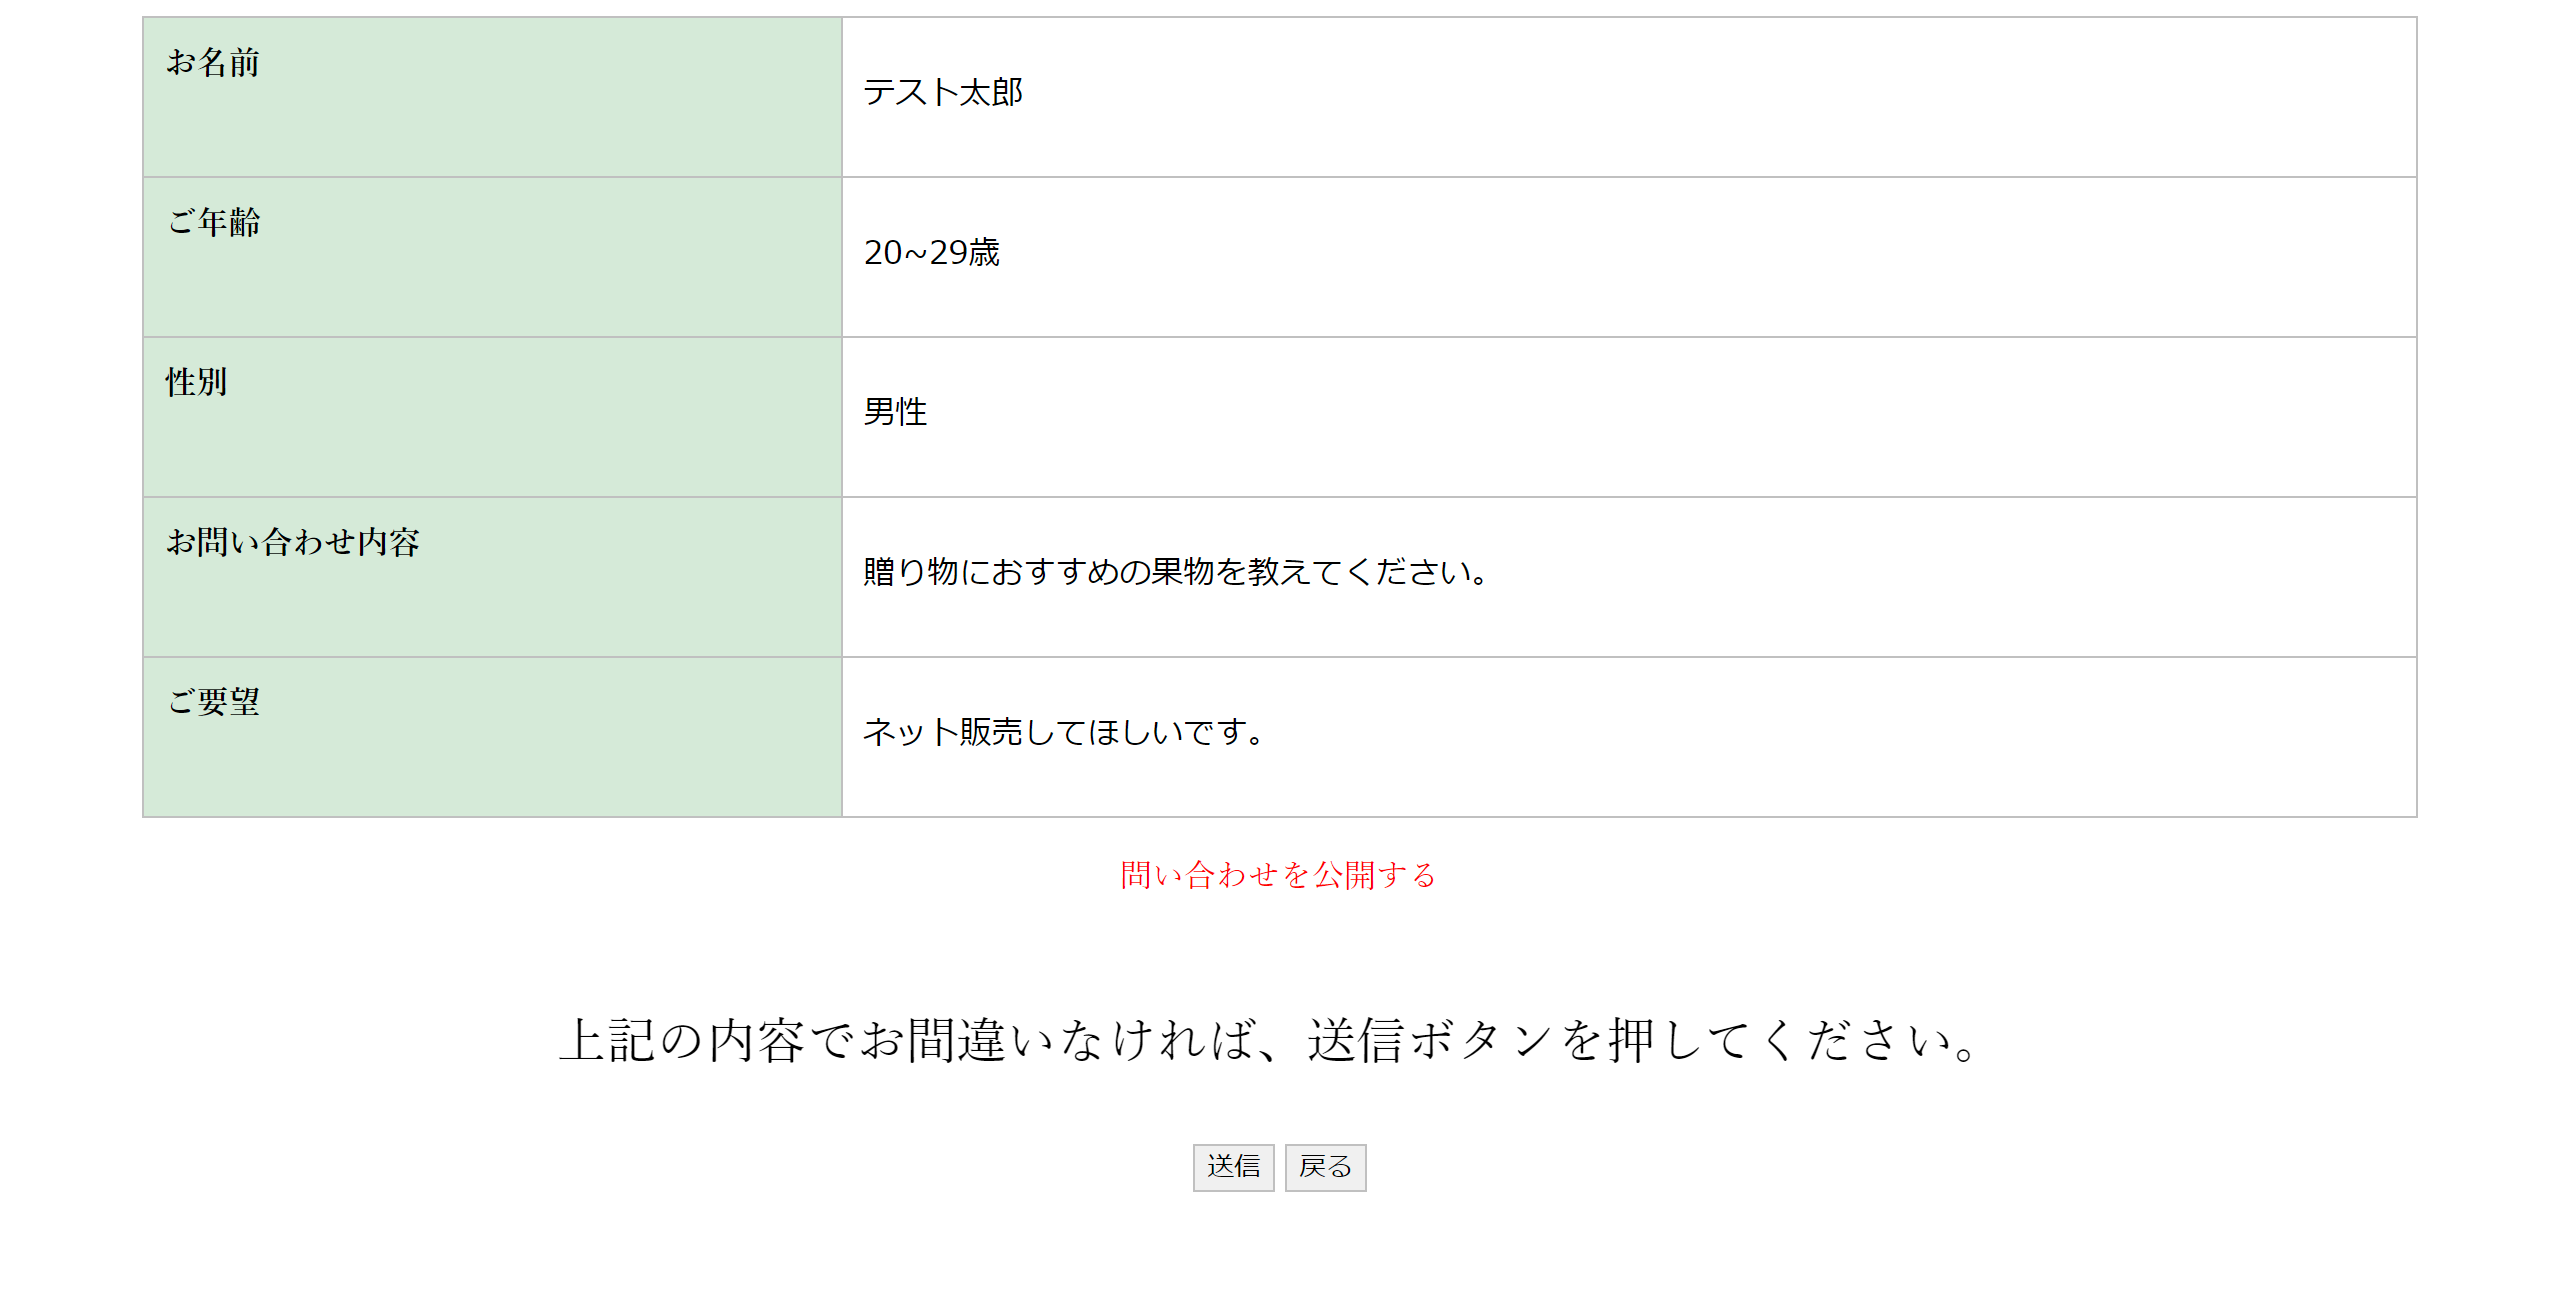 お名前
テスト太郎
ご年齢
20~29歳
性別
男性
お問い合わせ内容
贈り物におすすめの果物を教えてください。
ご要望
ネット販売してほしいです。
問い合わせを公開する
上記の内容でお間違いなければ、送信ボタンを押してください。
送信 戻る